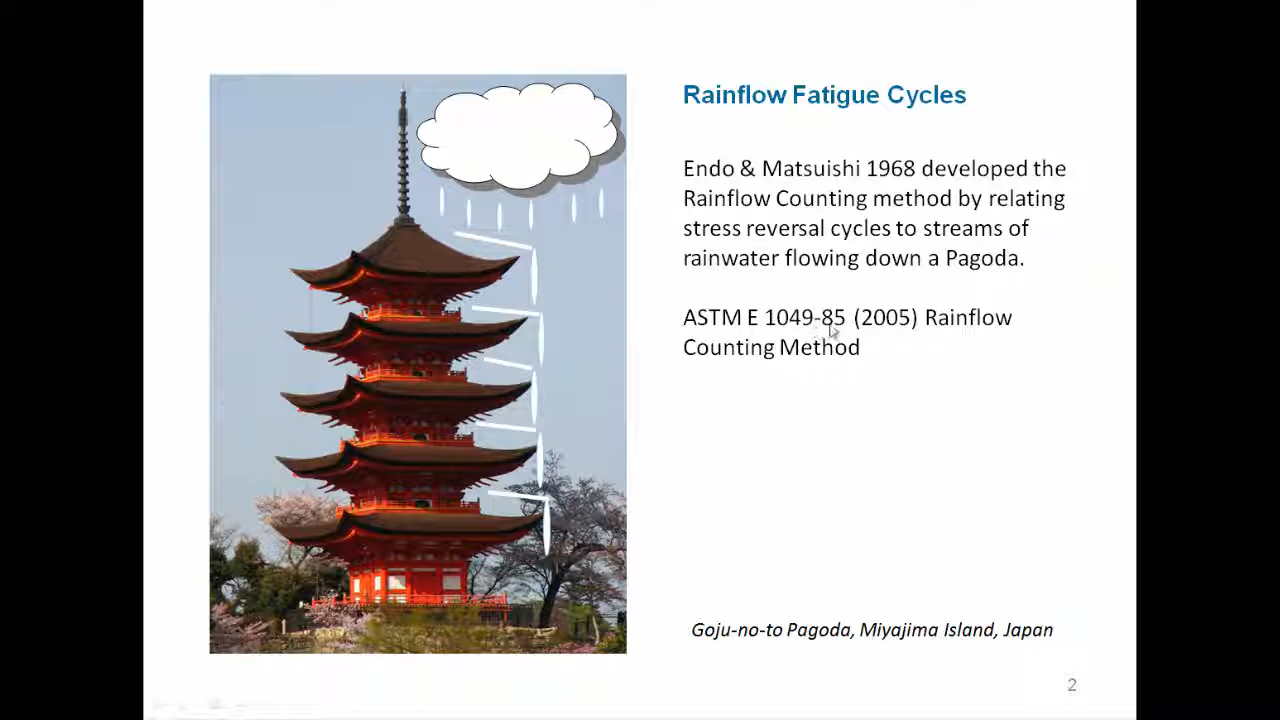 Rainflow Fatigue Cycles
Endo & Matsuishi 1968 developed the
Rainflow Counting method by relating
stress reversal cycles to streams of
rainwater flowing down a Pagoda.
ASTM E 1049-85 (2005) Rainflow
Counting Method
Goju-no-to Pagoda, Miyajima Island, Japan
2